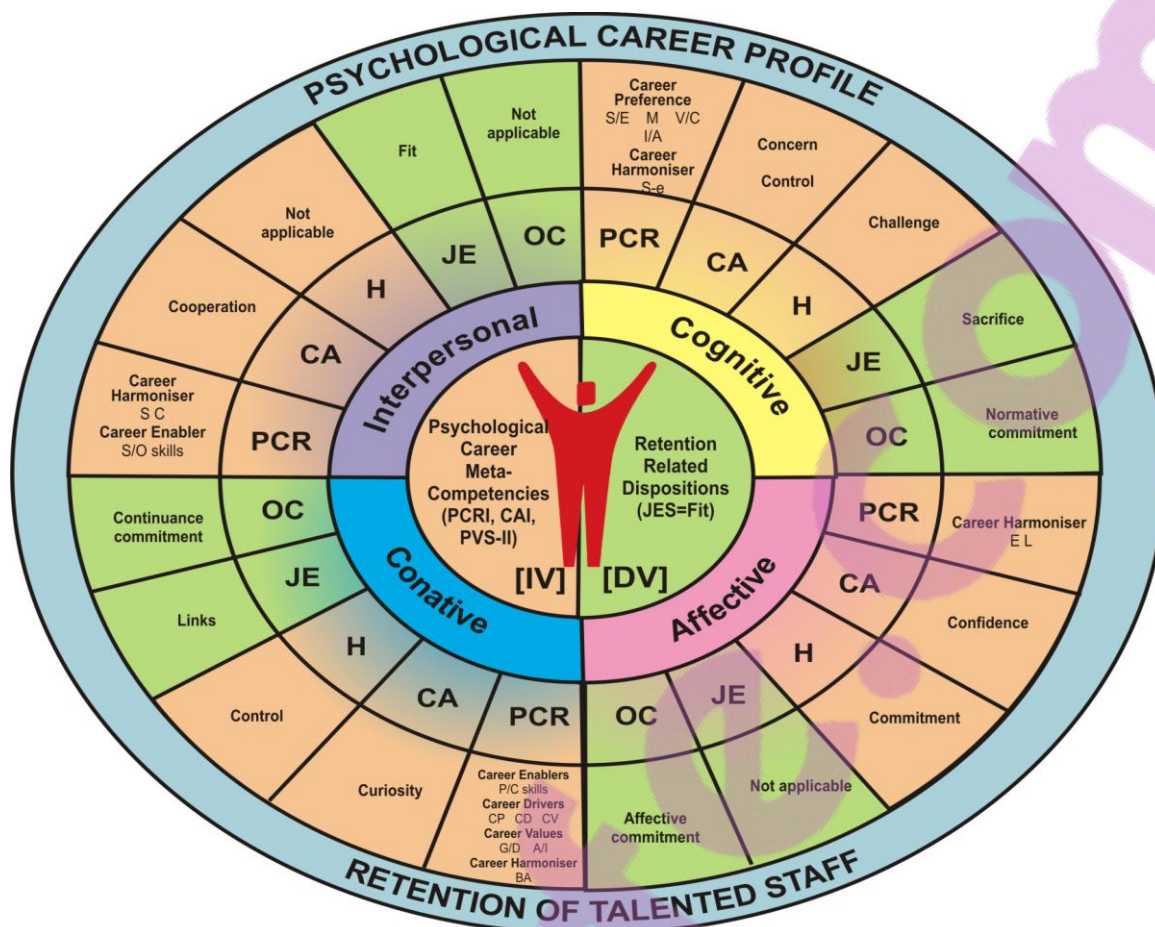 PSYCHOLOGICAL CAREER PROFILE
Career
Preference
S/E M V/C
I/A
Career
Harmoniser
S-e
Concern
Control
Challenge
Sacrifice
Normative
commitment
Career Harmoniser
E L
Confidence
Commitment
Not applicable
Affective
commitment
Career Enablers
P/C skills
Career Drivers
CP CD CV
Career Values
G/D A/I
Career Harmoniser
BA
Curiosity
Control
Links
Continuance
commitment
Career
Harmoniser
S C
Career Enabler
S/O skills
Cooperation
Not
applicable
Fit
Not
applicable
PCR
CA
H
JE
OC
PCR
CA
H
JE
OC
PCR
CA
H
JE
OC
PCR
CA
H
JE
OC
Interpersonal
Cognitive
Affective
Conative
Psychological
Career
Meta-
Competencies
(PCRI, CAI,
PVS-II)
[IV]
Retention
Related
Dispositions
(JES=Fit)
[DV]
RETENTION OF TALENTED STAFF